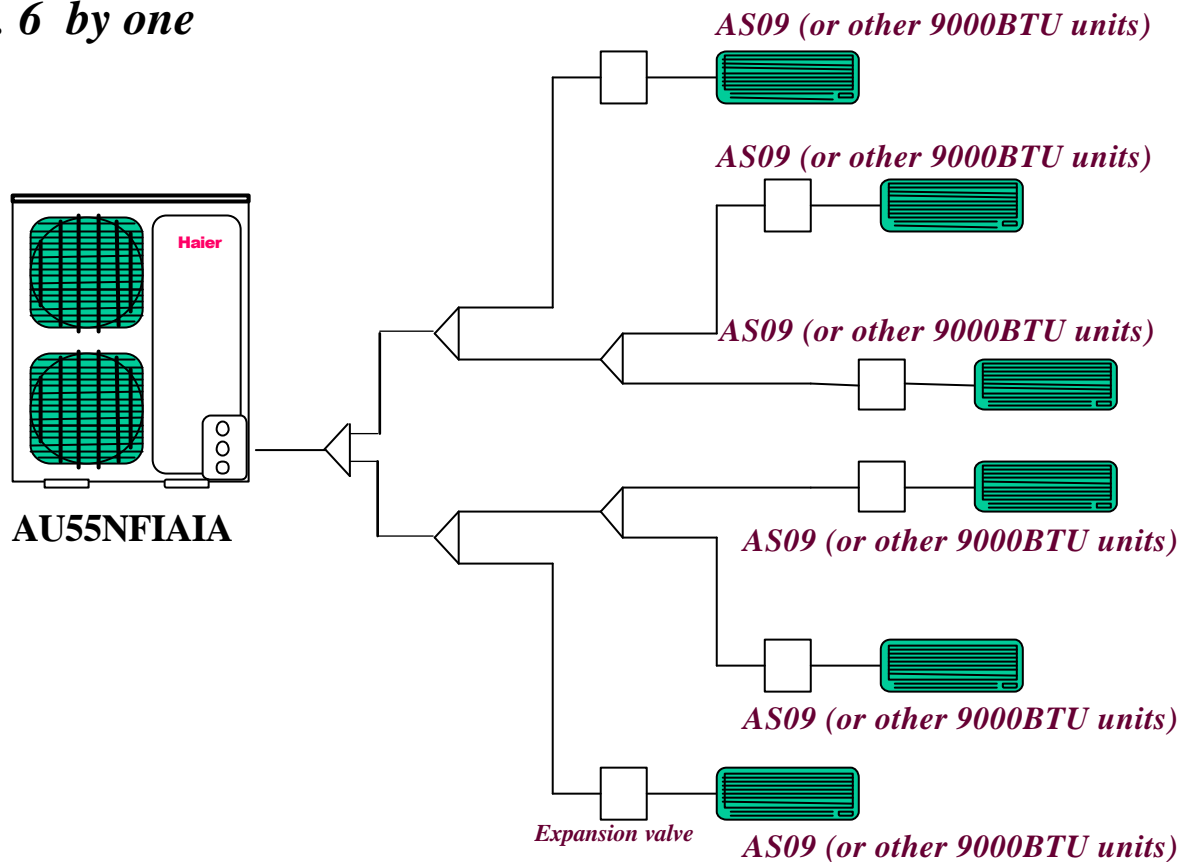 . 6 by one
AS09 (or other 9000BTU units)
AS09 (or other 9000BTU units)
Haier
AS09 (or other 9000BTU units)
AU55NFIAIA
AS09 (or other 9000BTU units)
AS09 (or other 9000BTU units)
Expansion valve
AS09 (or other 9000BTU units)